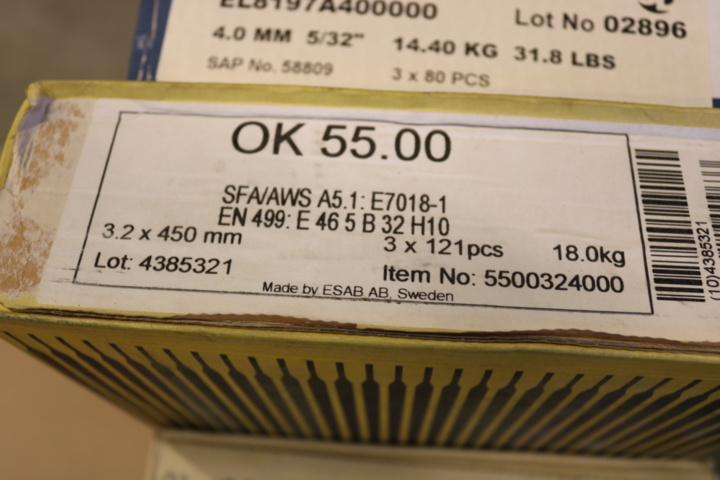 EL8197A400000
Lot No 02896
4.0 MM 5/32" 14.40 KG 31.8 LBS
SAP No. 58809 3 x 80 PCS
OK 55.00
SFA/AWS A5.1: E7018-1
EN 499: E 46 5 B 32 H10
3.2 x 450 mm 3 x 121pcs 18.0kg
Lot: 4385321 Item No: 5500324000
Made by ESAB AB, Sweden
(10)4385321